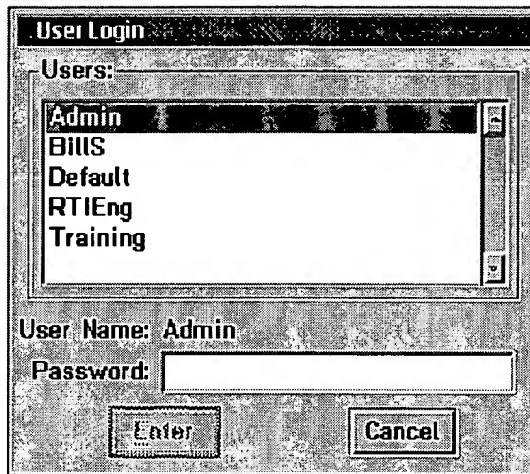 User Login
Users:
Admin
BillS
Default
RTIEng
Training
User Name: Admin
Password:
Enter
Cancel